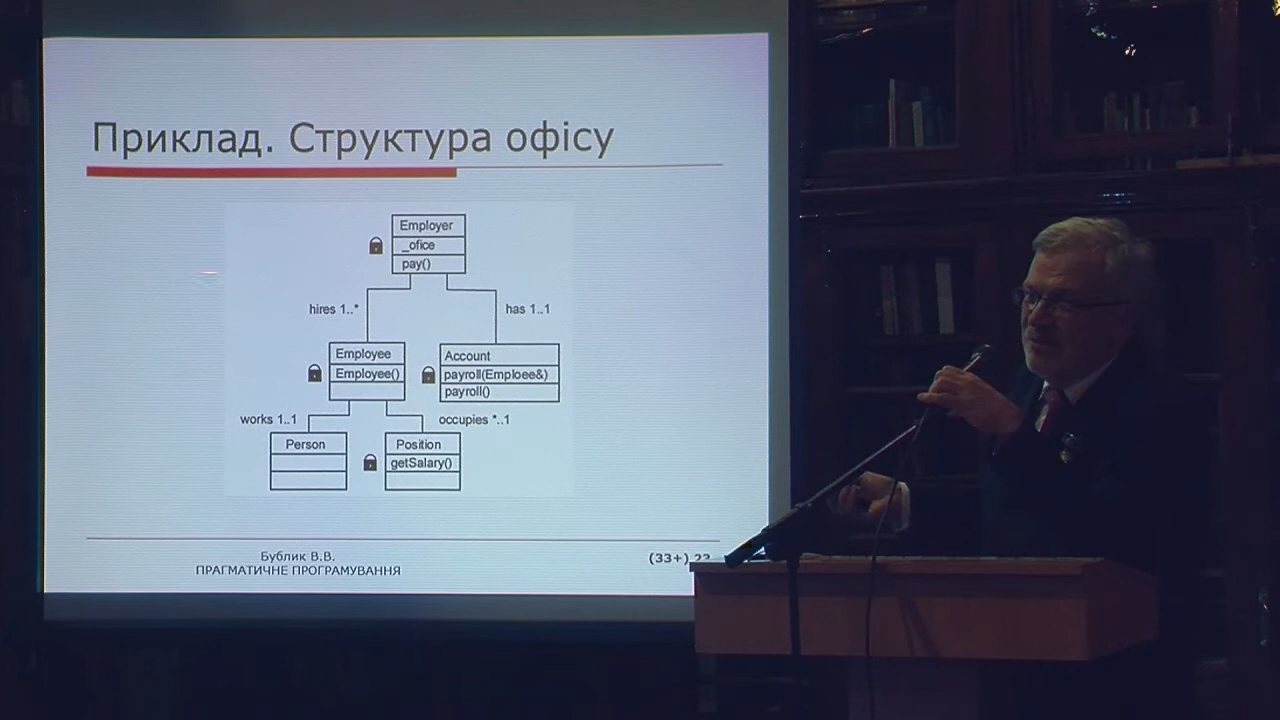 Приклад. Структура офісу
Employer
_ofice
pay()
hires 1..*
has 1..1
Employee
Employee()
Account
payroll(Emploee&)
payroll()
works 1..1
occupies *..1
Person
Position
getSalary()
Бублик В.В.
ПРАГМАТИЧНЕ ПРОГРАМУВАННЯ
(33+)